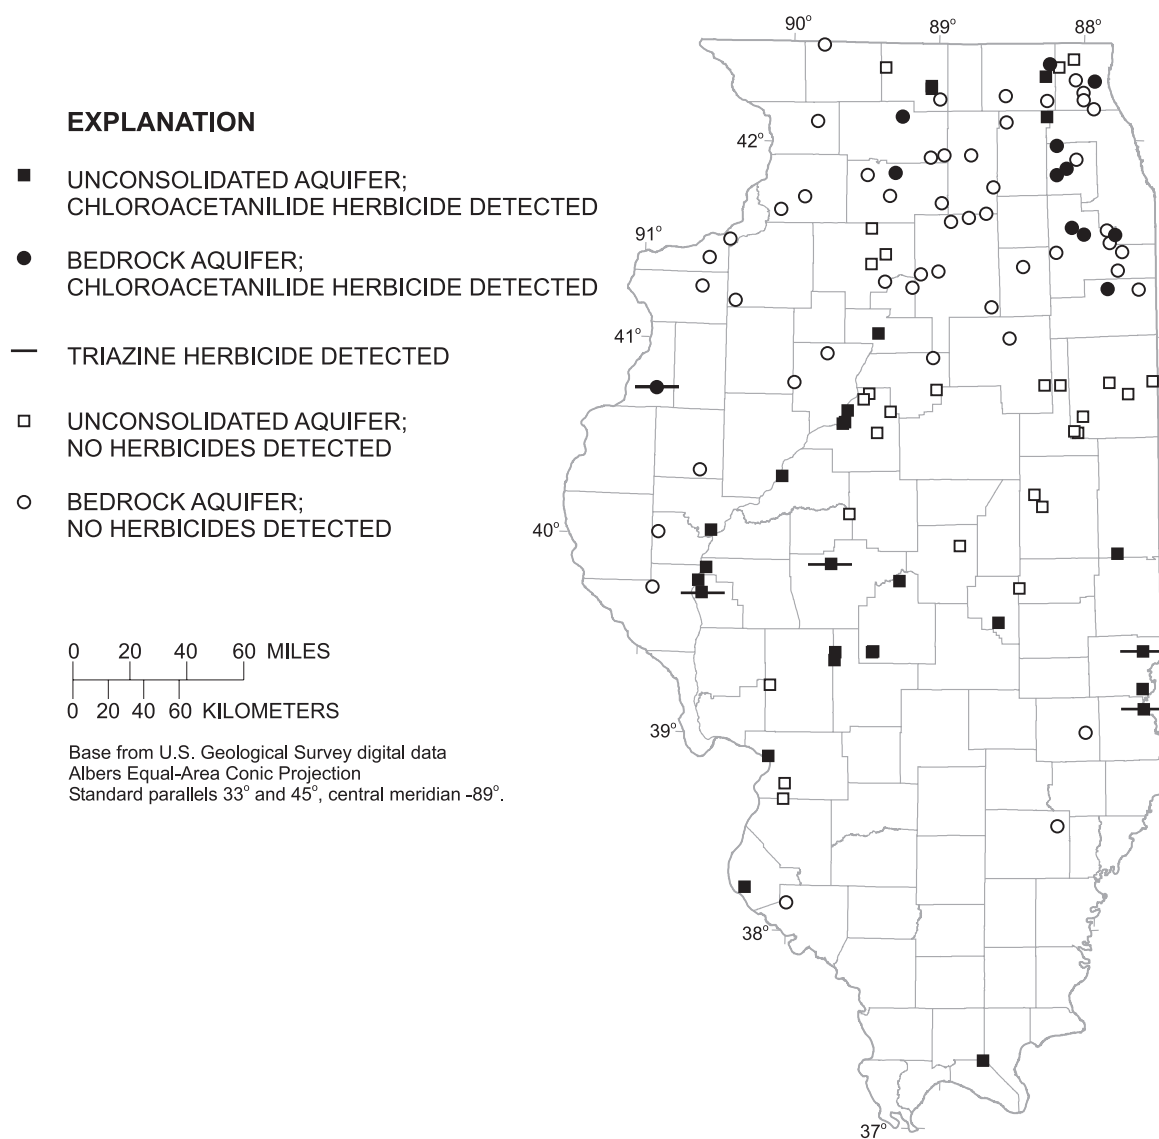 90° 89° 88°
EXPLANATION
42°
UNCONSOLIDATED AQUIFER;
CHLOROACETANILIDE HERBICIDE DETECTED
91°
BEDROCK AQUIFER;
CHLOROACETANILIDE HERBICIDE DETECTED
41°
TRIAZINE HERBICIDE DETECTED
UNCONSOLIDATED AQUIFER;
NO HERBICIDES DETECTED
BEDROCK AQUIFER;
NO HERBICIDES DETECTED
40°
0 20 40 60 MILES
0 20 40 60 KILOMETERS
39°
Base from U.S. Geological Survey digital data
Albers Equal-Area Conic Projection
Standard parallels 33° and 45°, central meridian -89°.
38°
37°